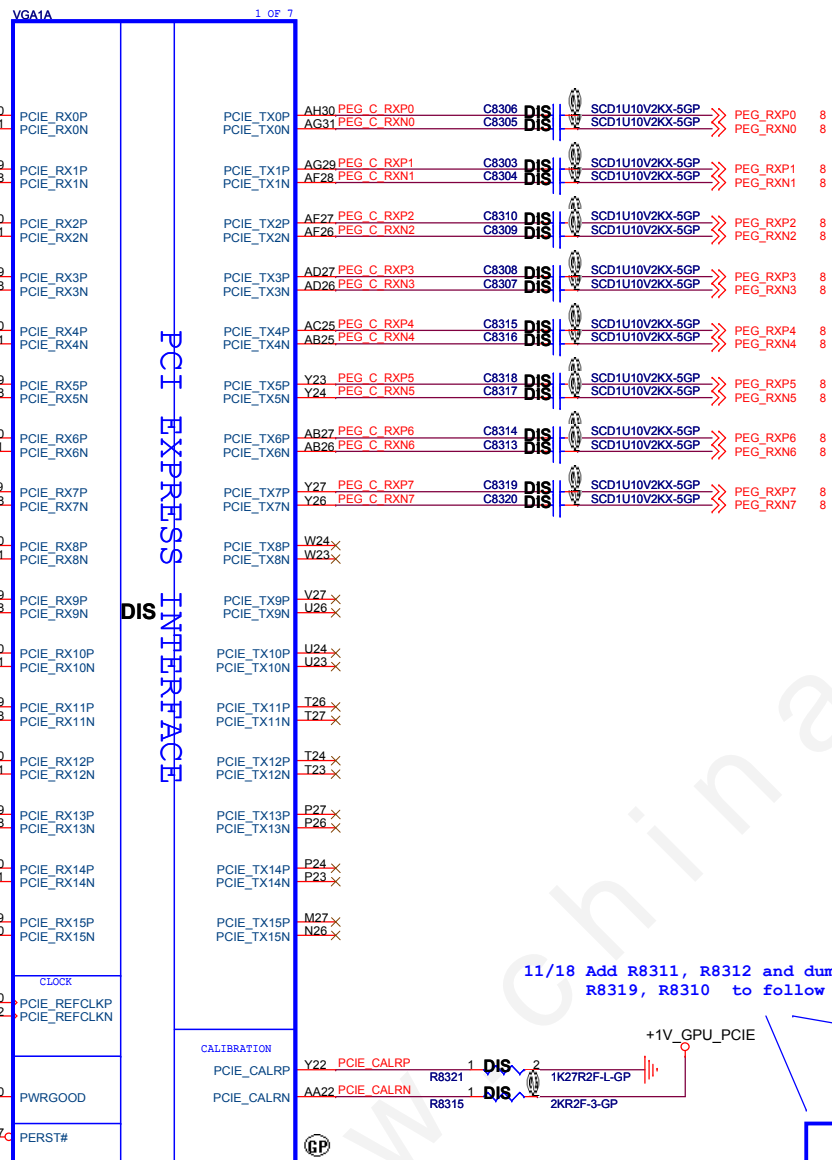 VGA1A 1 OF 7
PCIE_RX0P PCIE_TX0P AH30 PEG_C_RXP0 C8306 DIS SCD1U10V2KX-5GP PEG_RXP0 8
PCIE_RX0N PCIE_TX0N AG31 PEG_C_RXN0 C8305 DIS SCD1U10V2KX-5GP PEG_RXN0 8
PCIE_RX1P PCIE_TX1P AG29 PEG_C_RXP1 C8303 DIS SCD1U10V2KX-5GP PEG_RXP1 8
PCIE_RX1N PCIE_TX1N AF28 PEG_C_RXN1 C8304 DIS SCD1U10V2KX-5GP PEG_RXN1 8
PCIE_RX2P PCIE_TX2P AF27 PEG_C_RXP2 C8310 DIS SCD1U10V2KX-5GP PEG_RXP2 8
PCIE_RX2N PCIE_TX2N AF26 PEG_C_RXN2 C8309 DIS SCD1U10V2KX-5GP PEG_RXN2 8
PCIE_RX3P PCIE_TX3P AD27 PEG_C_RXP3 C8308 DIS SCD1U10V2KX-5GP PEG_RXP3 8
PCIE_RX3N PCIE_TX3N AD26 PEG_C_RXN3 C8307 DIS SCD1U10V2KX-5GP PEG_RXN3 8
PCIE_RX4P PCIE_TX4P AC25 PEG_C_RXP4 C8315 DIS SCD1U10V2KX-5GP PEG_RXP4 8
PCIE_RX4N PCIE_TX4N AB25 PEG_C_RXN4 C8316 DIS SCD1U10V2KX-5GP PEG_RXN4 8
PCIE_RX5P PCIE_TX5P Y23 PEG_C_RXP5 C8318 DIS SCD1U10V2KX-5GP PEG_RXP5 8
PCIE_RX5N PCIE_TX5N Y24 PEG_C_RXN5 C8317 DIS SCD1U10V2KX-5GP PEG_RXN5 8
PCIE_RX6P PCIE_TX6P AB27 PEG_C_RXP6 C8314 DIS SCD1U10V2KX-5GP PEG_RXP6 8
PCIE_RX6N PCIE_TX6N AB26 PEG_C_RXN6 C8313 DIS SCD1U10V2KX-5GP PEG_RXN6 8
PCIE_RX7P PCIE_TX7P Y27 PEG_C_RXP7 C8319 DIS SCD1U10V2KX-5GP PEG_RXP7 8
PCIE_RX7N PCIE_TX7N Y26 PEG_C_RXN7 C8320 DIS SCD1U10V2KX-5GP PEG_RXN7 8
PCIE_RX8P PCIE_TX8P W24
PCIE_RX8N PCIE_TX8N W23
PCIE_RX9P PCIE_TX9P V27
PCIE_RX9N PCIE_TX9N U26
DIS
PCI EXPRESS INTERFACE
PCIE_RX10P PCIE_TX10P U24
PCIE_RX10N PCIE_TX10N U23
PCIE_RX11P PCIE_TX11P T26
PCIE_RX11N PCIE_TX11N T27
PCIE_RX12P PCIE_TX12P T24
PCIE_RX12N PCIE_TX12N T23
PCIE_RX13P PCIE_TX13P P27
PCIE_RX13N PCIE_TX13N P26
PCIE_RX14P PCIE_TX14P P24
PCIE_RX14N PCIE_TX14N P23
PCIE_RX15P PCIE_TX15P M27
PCIE_RX15N PCIE_TX15N N26
11/18 Add R8311, R8312 and dum
R8319, R8310 to follow
CLOCK
PCIE_REFCLKP
PCIE_REFCLKN
+1V_GPU_PCIE
CALIBRATION
PCIE_CALRP Y22 PCIE_CALRP R8321 1 DIS 2 1K27R2F-L-GP
PWRGOOD PCIE_CALRN AA22 PCIE_CALRN R8315 1 DIS 2KR2F-3-GP
PERST#
GP
w china